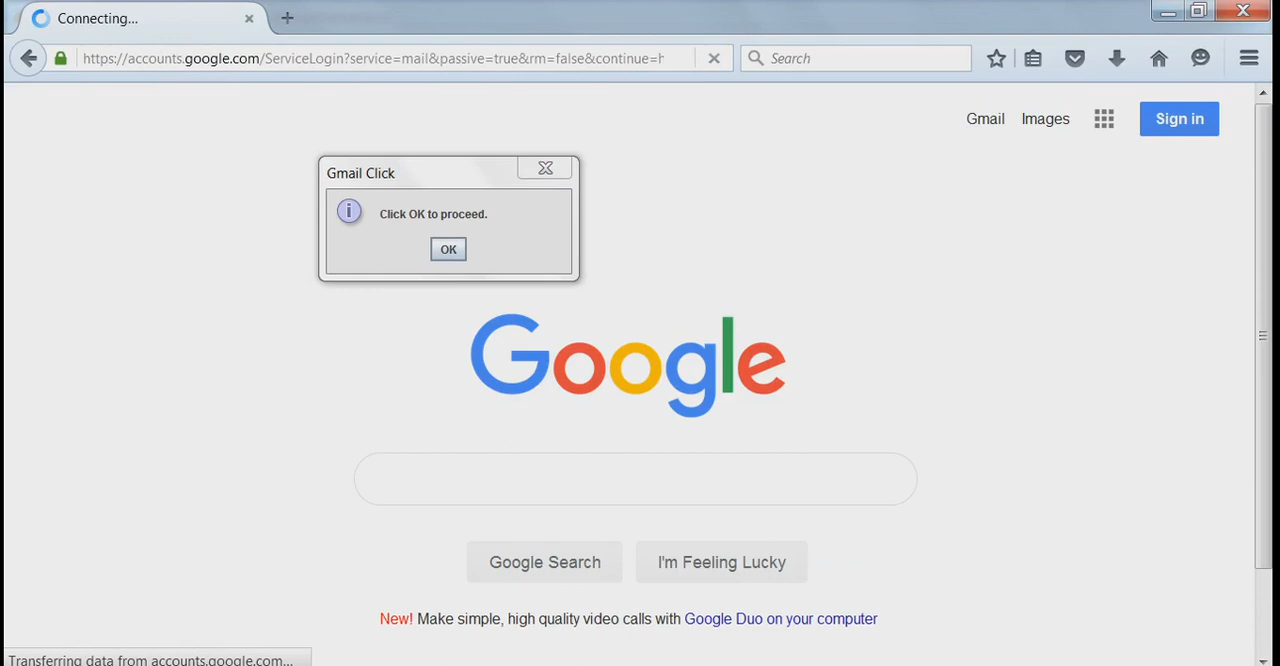 Connecting...
https://accounts.google.com/ServiceLogin?service=mail&passive=true&rm=false&continue=h
Search
Gmail Images Sign in
Gmail Click
Click OK to proceed.
OK
Google
Google Search I'm Feeling Lucky
New! Make simple, high quality video calls with Google Duo on your computer
Transferring data from accounts.google.com...